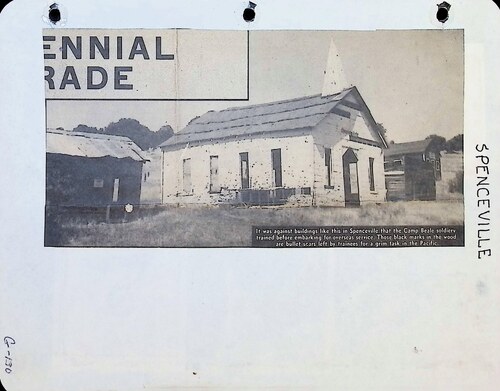 ENNIAL
RADE
It was against buildings like this in Spenceville that the Camp Beale soldiers
trained before embarking for overseas service. Those black marks in the wood
are bullet scars left by trainees for a grim task in the Pacific.
SPENCEVILLE
G-130